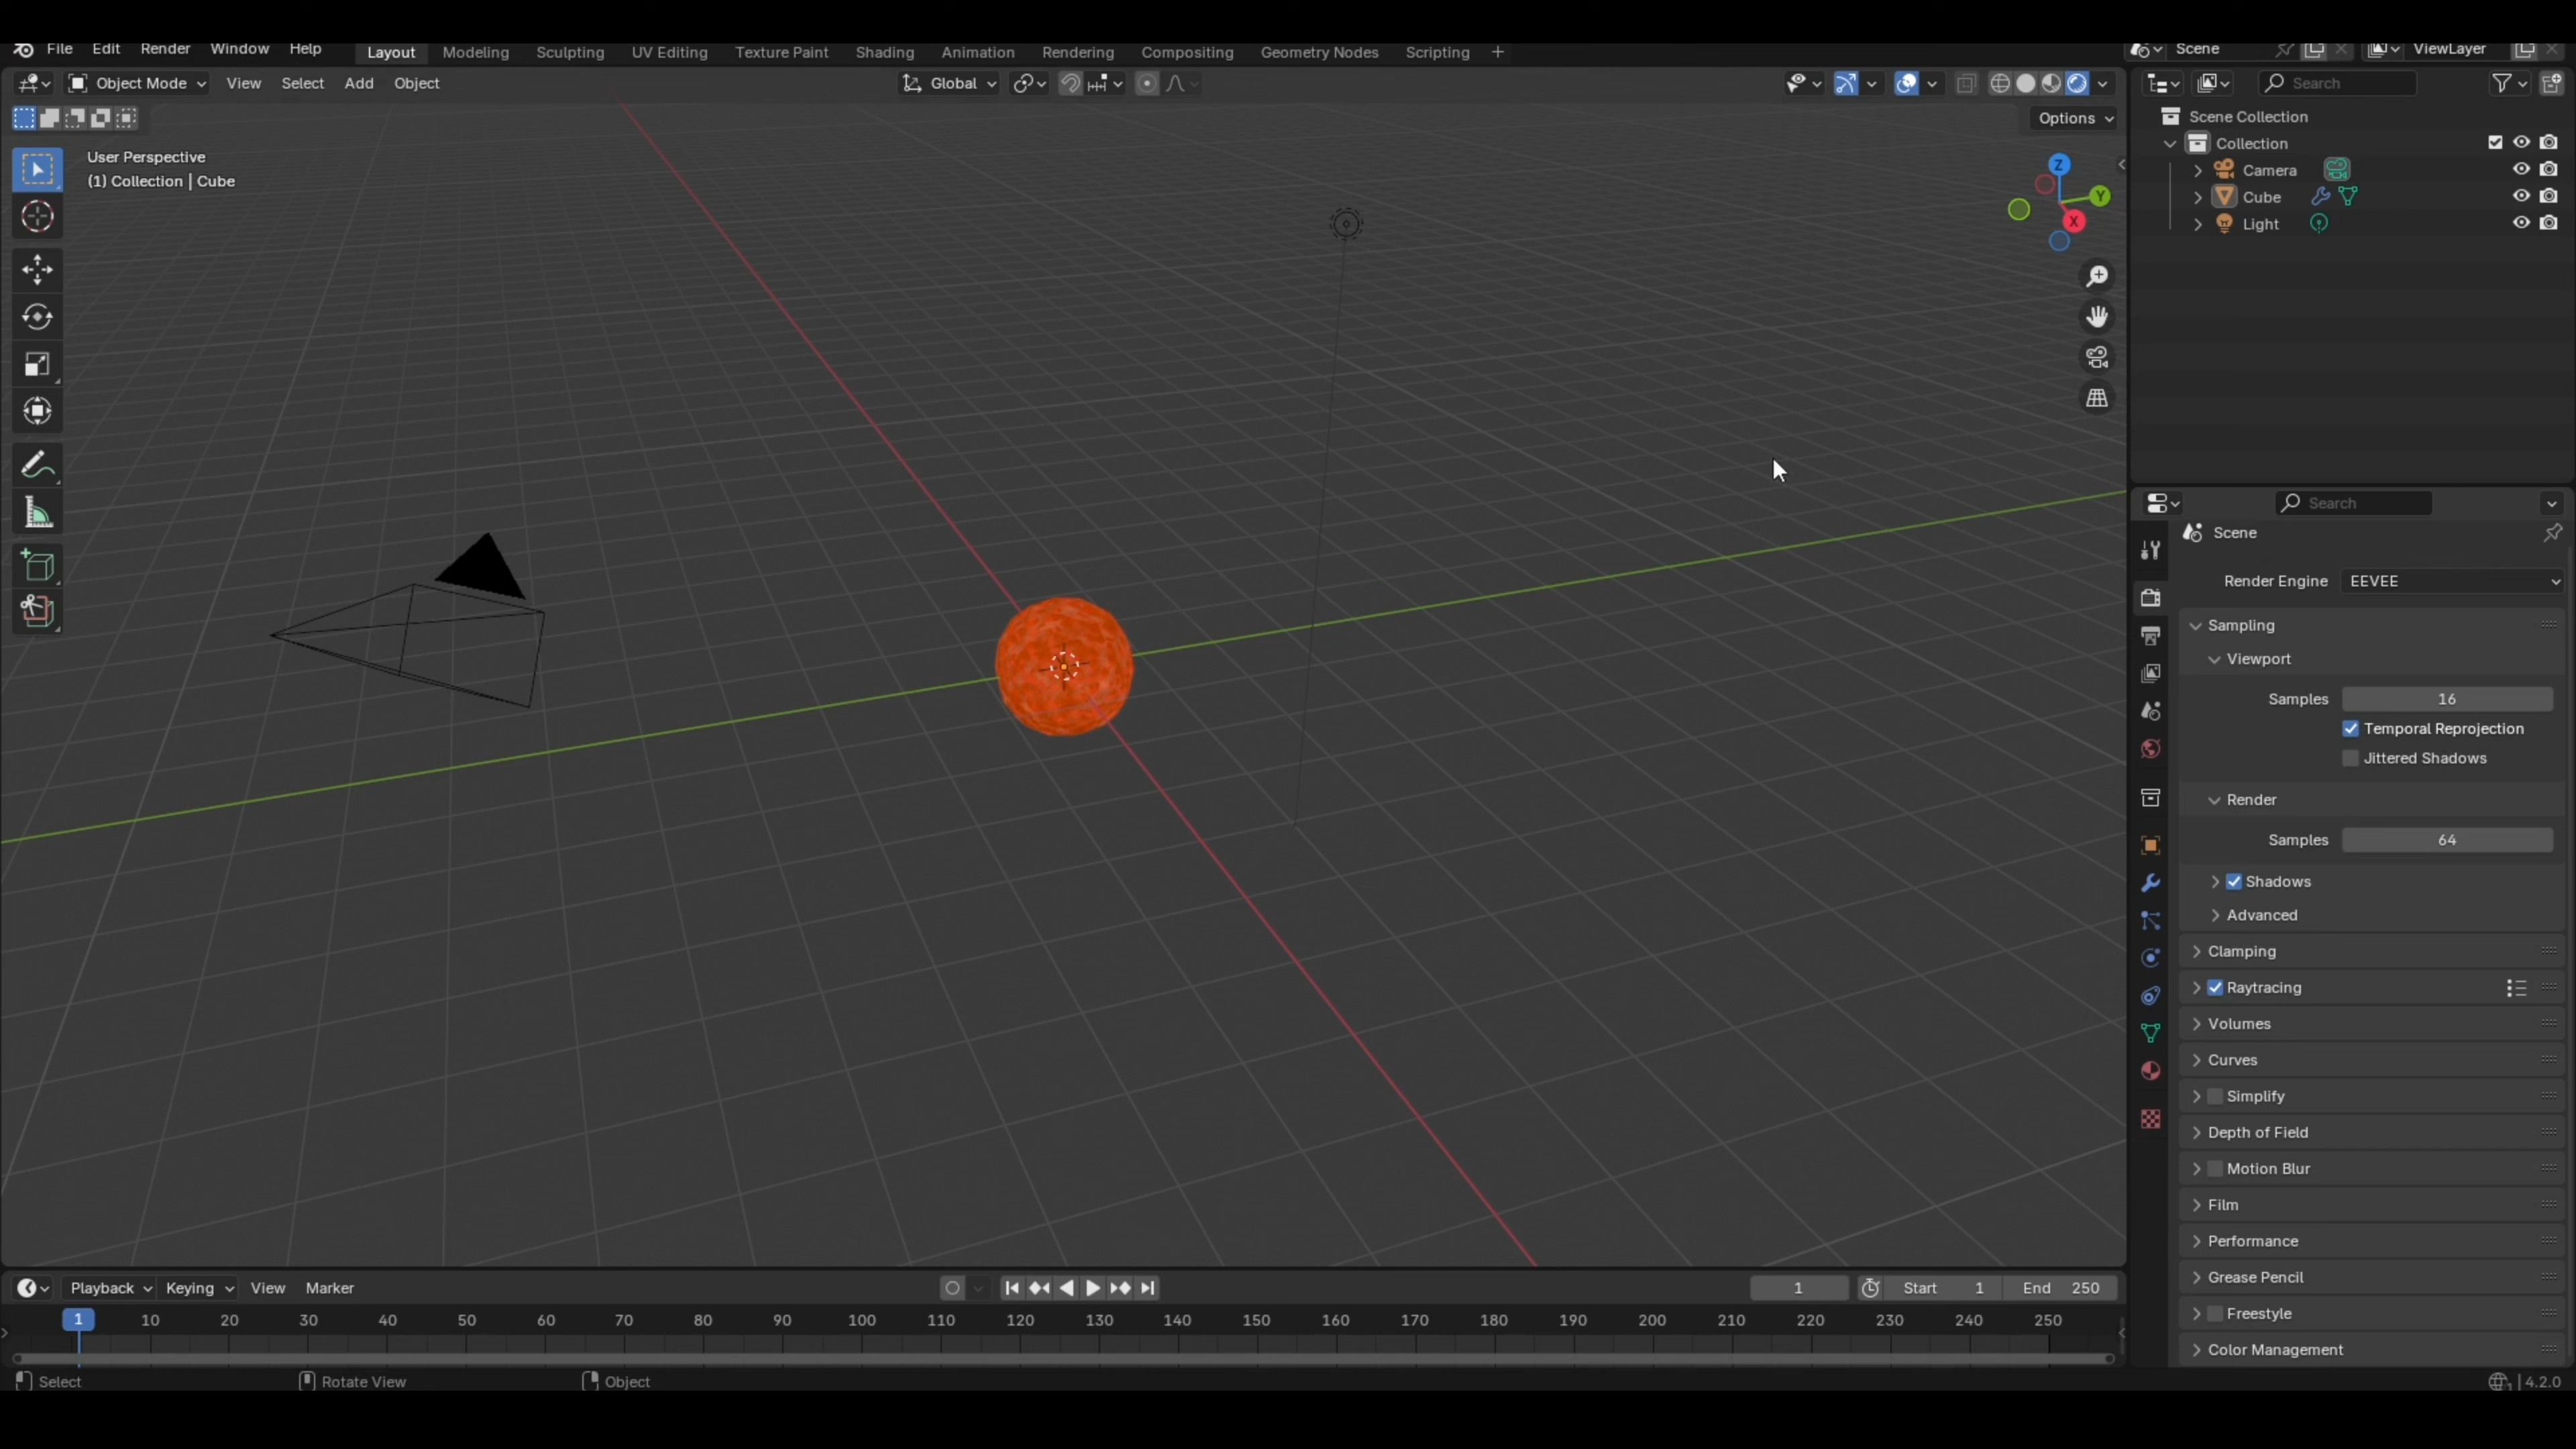 File Edit Render Window Help Layout Modeling Sculpting UV Editing Texture Paint Shading Animation Rendering Compositing Geometry Nodes Scripting + Scene ViewLayer
Object Mode View Select Add Object Global Search
Options
User Perspective
(1) Collection | Cube
Z
Y
X
Scene Collection
Collection
Camera
Cube
Light
Search
Scene
Render Engine EEVEE
Sampling
Viewport
Samples 16
Temporal Reprojection
Jittered Shadows
Render
Samples 64
Shadows
Advanced
Clamping
Raytracing
Volumes
Curves
Simplify
Depth of Field
Motion Blur
Film
Performance
Grease Pencil
Freestyle
Color Management
Playback Keying View Marker 1 Start 1 End 250
1 10 20 30 40 50 60 70 80 90 100 110 120 130 140 150 160 170 180 190 200 210 220 230 240 250
Select Rotate View Object 4.2.0